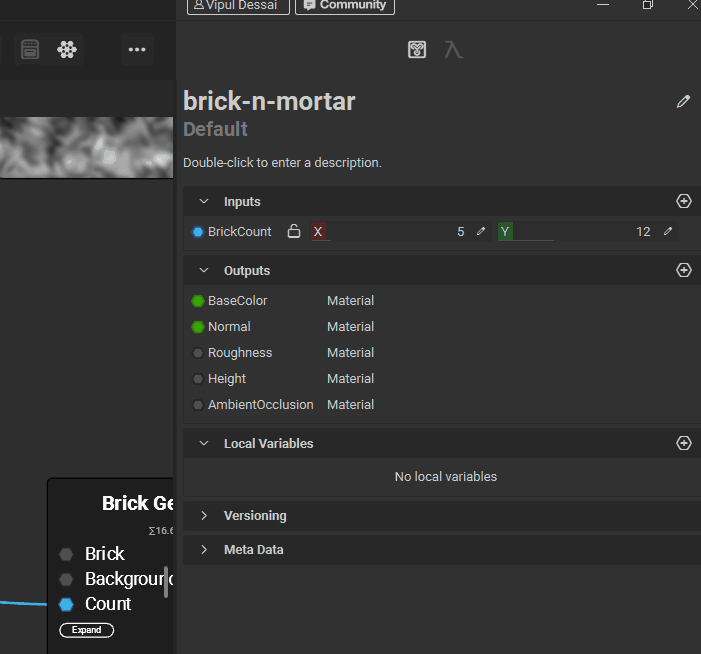 Vipul Dessai Community
brick-n-mortar
Default
Double-click to enter a description.
Inputs
BrickCount X 5 Y 12
Outputs
BaseColor Material
Normal Material
Roughness Material
Height Material
AmbientOcclusion Material
Local Variables
No local variables
Versioning
Meta Data
Brick Ge
Σ16.6
Brick
Background
Count
Expand